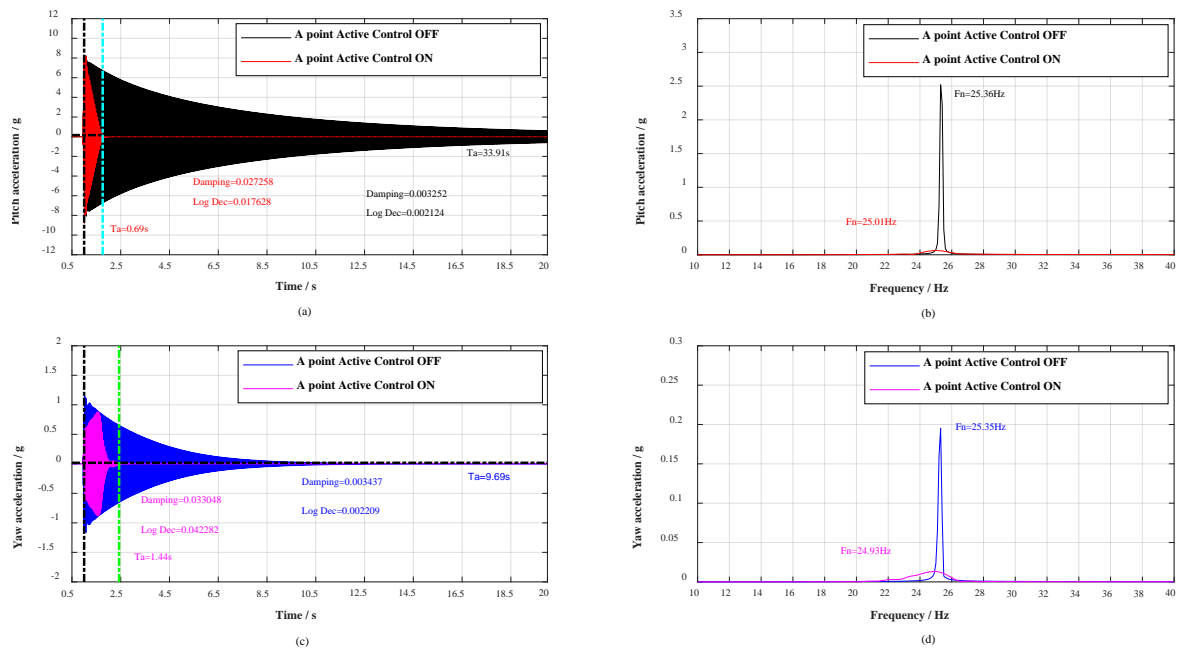 12
10
8
6
4
2
0
-2
-4
-6
-8
-10
-12
Pitch acceleration / g
A point Active Control OFF
A point Active Control ON
Ta=33.91s
Damping=0.027258
Log Dec=0.017628
Damping=0.003252
Log Dec=0.002124
Ta=0.69s
0.5 2.5 4.5 6.5 8.5 10.5 12.5 14.5 16.5 18.5 20
Time / s
(a)
3.5
3
2.5
2
1.5
1
0.5
0
Pitch acceleration / g
A point Active Control OFF
A point Active Control ON
Fn=25.36Hz
Fn=25.01Hz
10 12 14 16 18 20 22 24 26 28 30 32 34 36 38 40
Frequency / Hz
(b)
2
1.5
1
0.5
0
-0.5
-1
-1.5
-2
Yaw acceleration / g
A point Active Control OFF
A point Active Control ON
Ta=9.69s
Damping=0.003437
Damping=0.033048
Log Dec=0.002209
Log Dec=0.042282
Ta=1.44s
0.5 2.5 4.5 6.5 8.5 10.5 12.5 14.5 16.5 18.5 20
Time / s
(c)
0.3
0.25
0.2
0.15
0.1
0.05
0
Yaw acceleration / g
A point Active Control OFF
A point Active Control ON
Fn=25.35Hz
Fn=24.93Hz
10 12 14 16 18 20 22 24 26 28 30 32 34 36 38 40
Frequency / Hz
(d)